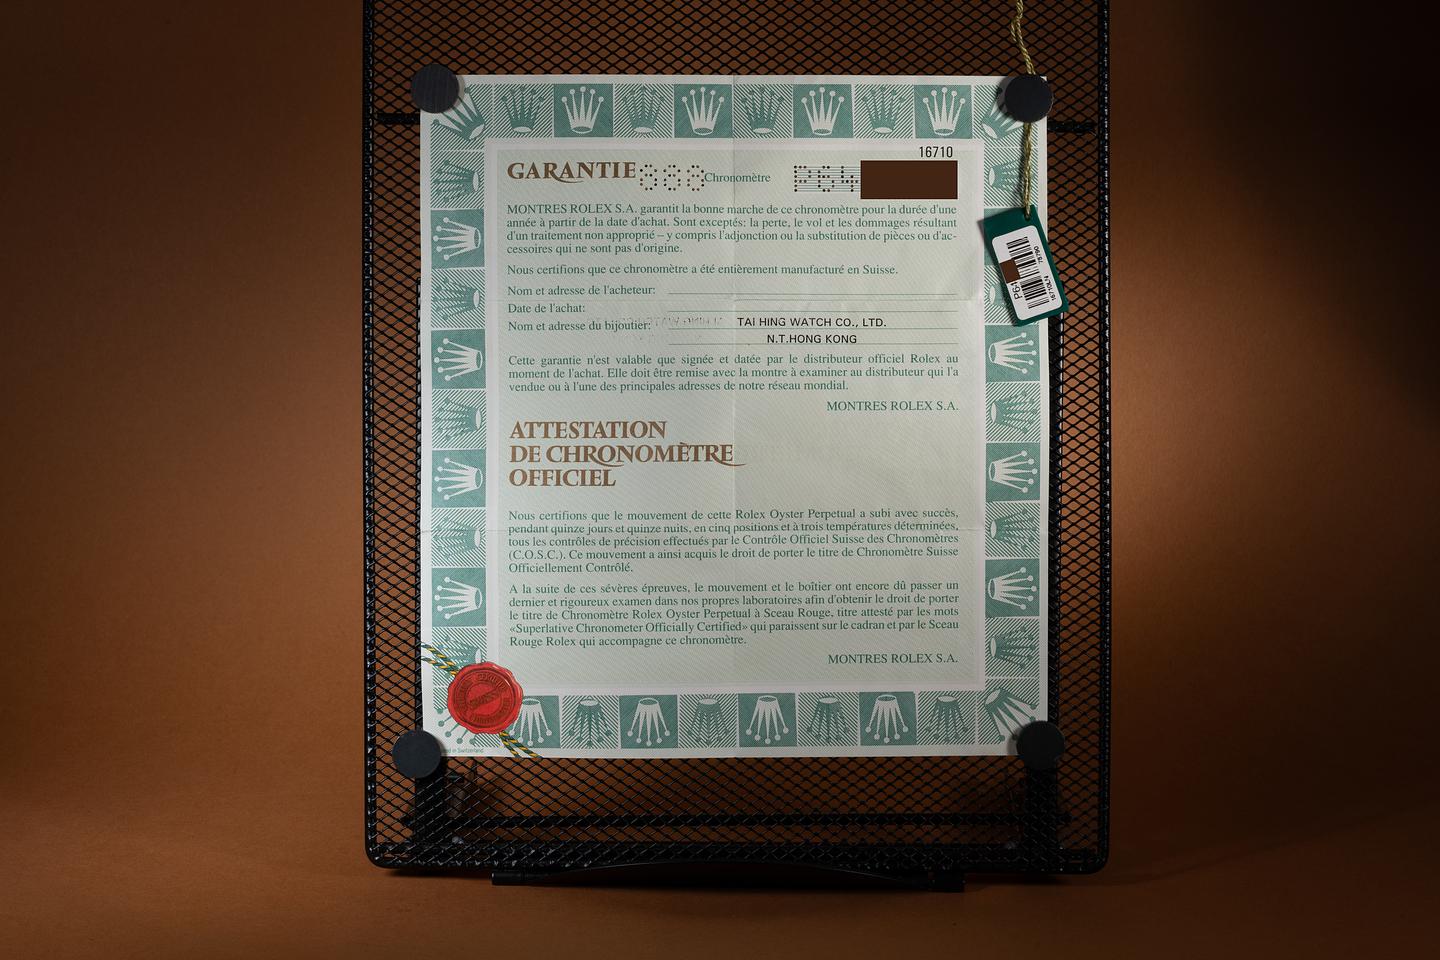 16710
GARANTIE 888 Chronomètre P64
MONTRES ROLEX S.A. garantit la bonne marche de ce chronomètre pour la durée d'une
année à partir de la date d'achat. Sont exceptés: la perte, le vol et les dommages résultant
d'un traitement non approprié – y compris l'adjonction ou la substitution de pièces ou d'ac-
cessoires qui ne sont pas d'origine.
Nous certifions que ce chronomètre a été entièrement manufacturé en Suisse.
Nom et adresse de l'acheteur:
Date de l'achat:
Nom et adresse du bijoutier: TAI HING WATCH CO., LTD.
N.T.HONG KONG
Cette garantie n'est valable que signée et datée par le distributeur officiel Rolex au
moment de l'achat. Elle doit être remise avec la montre à examiner au distributeur qui l'a
vendue ou à l'une des principales adresses de notre réseau mondial.
MONTRES ROLEX S.A.
ATTESTATION
DE CHRONOMÈTRE
OFFICIEL
Nous certifions que le mouvement de cette Rolex Oyster Perpetual a subi avec succès,
pendant quinze jours et quinze nuits, en cinq positions et à trois températures déterminées,
tous les contrôles de précision effectués par le Contrôle Officiel Suisse des Chronomètres
(C.O.S.C.). Ce mouvement a ainsi acquis le droit de porter le titre de Chronomètre Suisse
Officiellement Contrôlé.
A la suite de ces sévères épreuves, le mouvement et le boîtier ont encore dû passer un
dernier et rigoureux examen dans nos propres laboratoires afin d'obtenir le droit de porter
le titre de Chronomètre Rolex Oyster Perpetual à Sceau Rouge, titre attesté par les mots
«Superlative Chronometer Officially Certified» qui paraissent sur le cadran et par le Sceau
Rouge Rolex qui accompagne ce chronomètre.
MONTRES ROLEX S.A.
in Switzerland
P64
78790